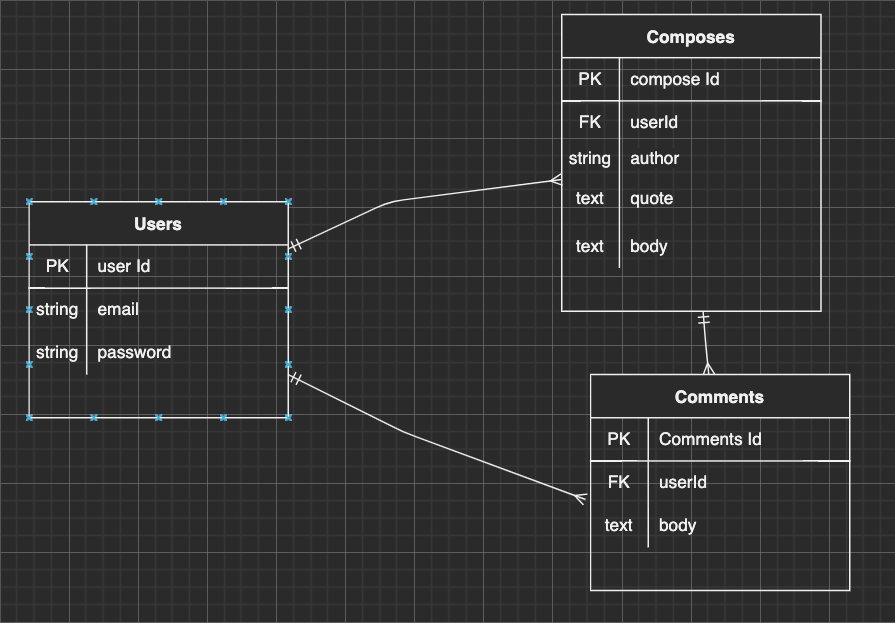 Composes
PK compose Id
FK userId
string author
text quote
text body
Users
PK user Id
string email
string password
Comments
PK Comments Id
FK userId
text body